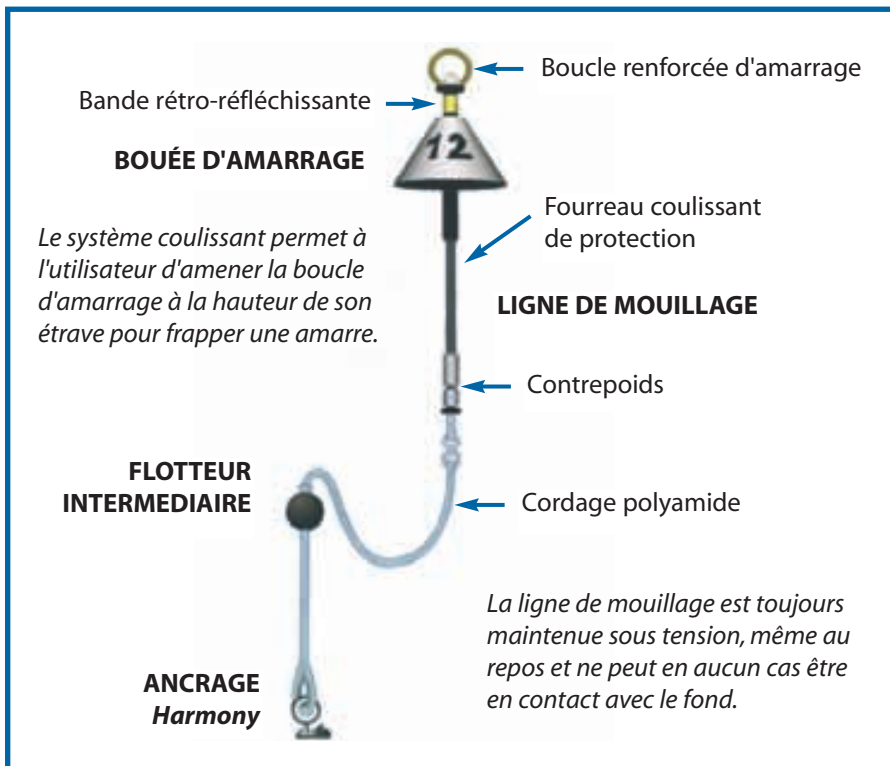 Boucle renforcée d'amarrage
Bande rétro-réfléchissante
BOUÉE D'AMARRAGE
12
Le système coulissant permet à
l'utilisateur d'amener la boucle
d'amarrage à la hauteur de son
étrave pour frapper une amarre.
Fourreau coulissant
de protection
LIGNE DE MOUILLAGE
Contrepoids
FLOTTEUR
INTERMEDIAIRE
Cordage polyamide
La ligne de mouillage est toujours
maintenue sous tension, même au
repos et ne peut en aucun cas être
en contact avec le fond.
ANCRAGE
Harmony